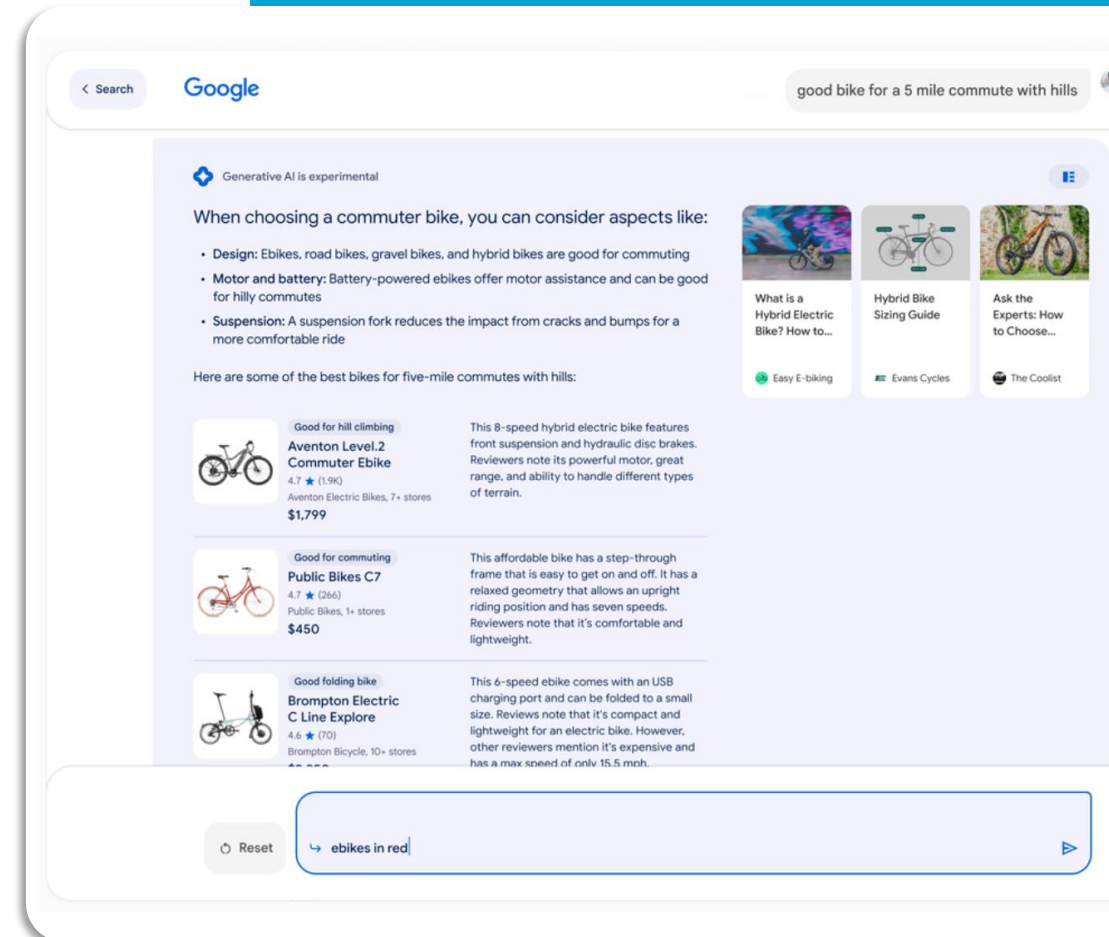 Search
Google
good bike for a 5 mile commute with hills
Generative AI is experimental
When choosing a commuter bike, you can consider aspects like:
• Design: Ebikes, road bikes, gravel bikes, and hybrid bikes are good for commuting
• Motor and battery: Battery-powered ebikes offer motor assistance and can be good
for hilly commutes
• Suspension: A suspension fork reduces the impact from cracks and bumps for a
more comfortable ride
Here are some of the best bikes for five-mile commutes with hills:
What is a
Hybrid Electric
Bike? How to...
Easy E-biking
Hybrid Bike
Sizing Guide
Evans Cycles
Ask the
Experts: How
to Choose...
The Coolist
Good for hill climbing
Aventon Level.2
Commuter Ebike
4.7 ★ (1.9K)
Aventon Electric Bikes, 7+ stores
$1,799
This 8-speed hybrid electric bike features
front suspension and hydraulic disc brakes.
Reviewers note its powerful motor, great
range, and ability to handle different types
of terrain.
Good for commuting
Public Bikes C7
4.7 ★ (266)
Public Bikes, 1+ stores
$450
This affordable bike has a step-through
frame that is easy to get on and off. It has a
relaxed geometry that allows an upright
riding position and has seven speeds.
Reviewers note that it's comfortable and
lightweight.
Good folding bike
Brompton Electric
C Line Explore
4.6 ★ (70)
Brompton Bicycle, 10+ stores
This 6-speed ebike comes with an USB
charging port and can be folded to a small
size. Reviews note that it's compact and
lightweight for an electric bike. However,
other reviewers mention it's expensive and
has a max speed of only 15.5 mph.
Reset
ebikes in red